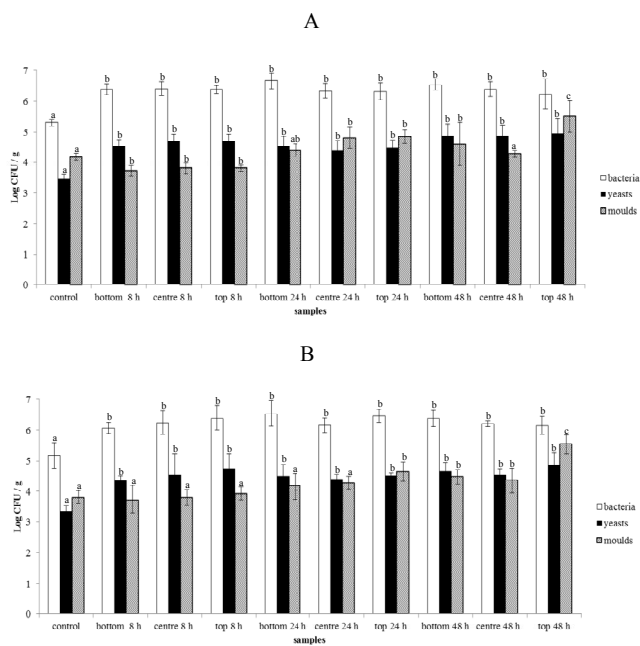 A
7
6
5
4
3
2
1
0
Log CFU / g
a a a
b b b
b b b
b b b
b b ab
b b b
b b b
b b b
b b a
b b c
control bottom 8 h centre 8 h top 8 h bottom 24 h centre 24 h top 24 h bottom 48 h centre 48 h top 48 h
samples
bacteria
yeasts
moulds
B
7
6
5
4
3
2
1
0
Log CFU / g
a a a
b b a
b b a
b b a
b b a
b b a
b b b
b b b
b b b
b b c
control bottom 8 h centre 8 h top 8 h bottom 24 h centre 24 h top 24 h bottom 48 h centre 48 h top 48 h
samples
bacteria
yeasts
moulds